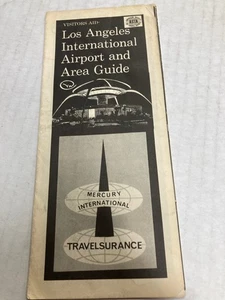 VISITORS AID:
Los Angeles
International
Airport and
Area Guide
MERCURY
INTERNATIONAL
TRAVELSURANCE